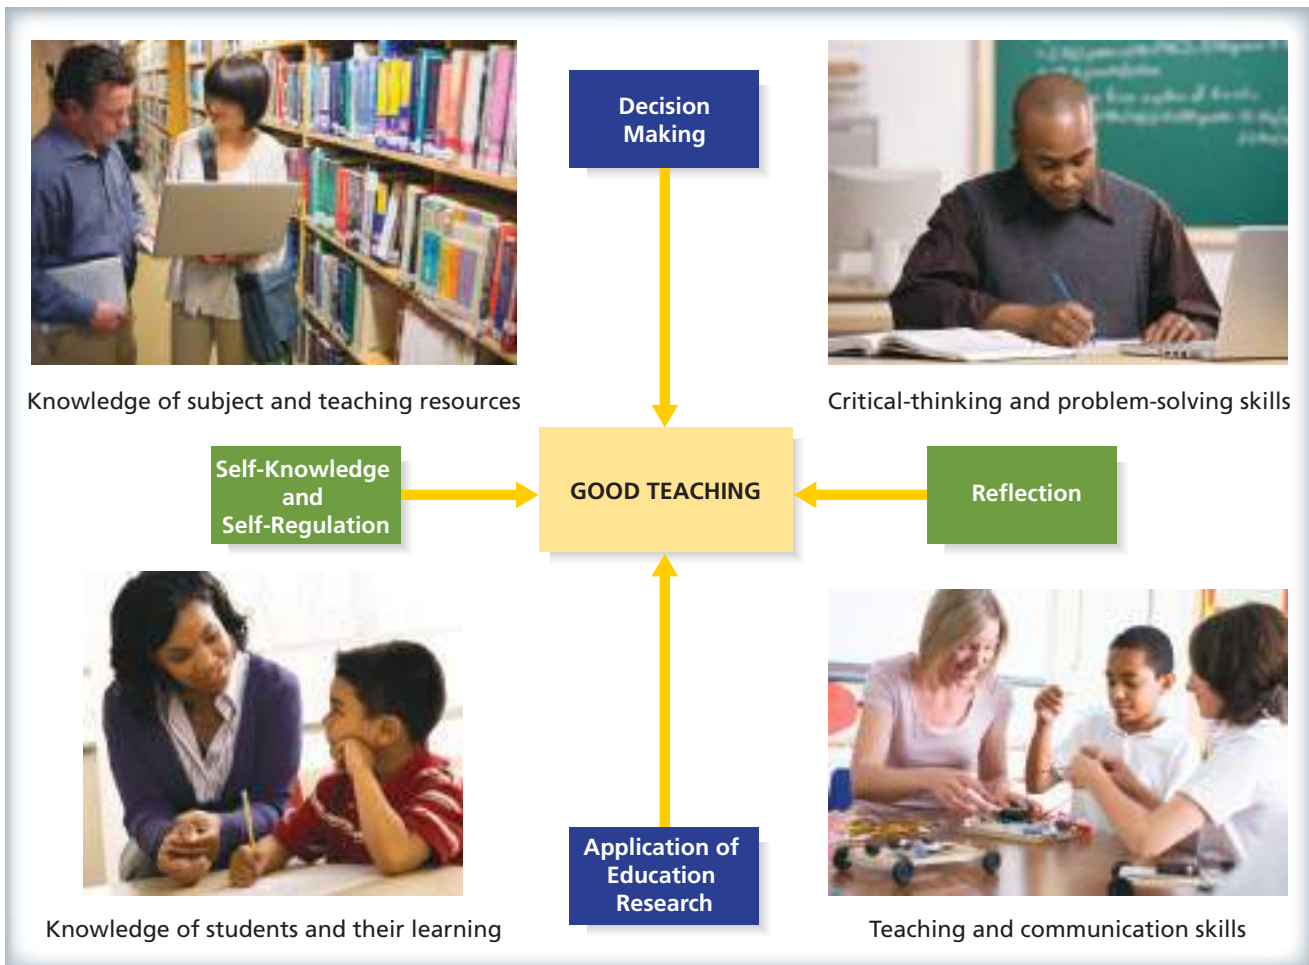 Decision
Making
Knowledge of subject and teaching resources
Critical-thinking and problem-solving skills
Self-Knowledge
and
Self-Regulation
GOOD TEACHING
Reflection
Application of
Education
Research
Knowledge of students and their learning
Teaching and communication skills